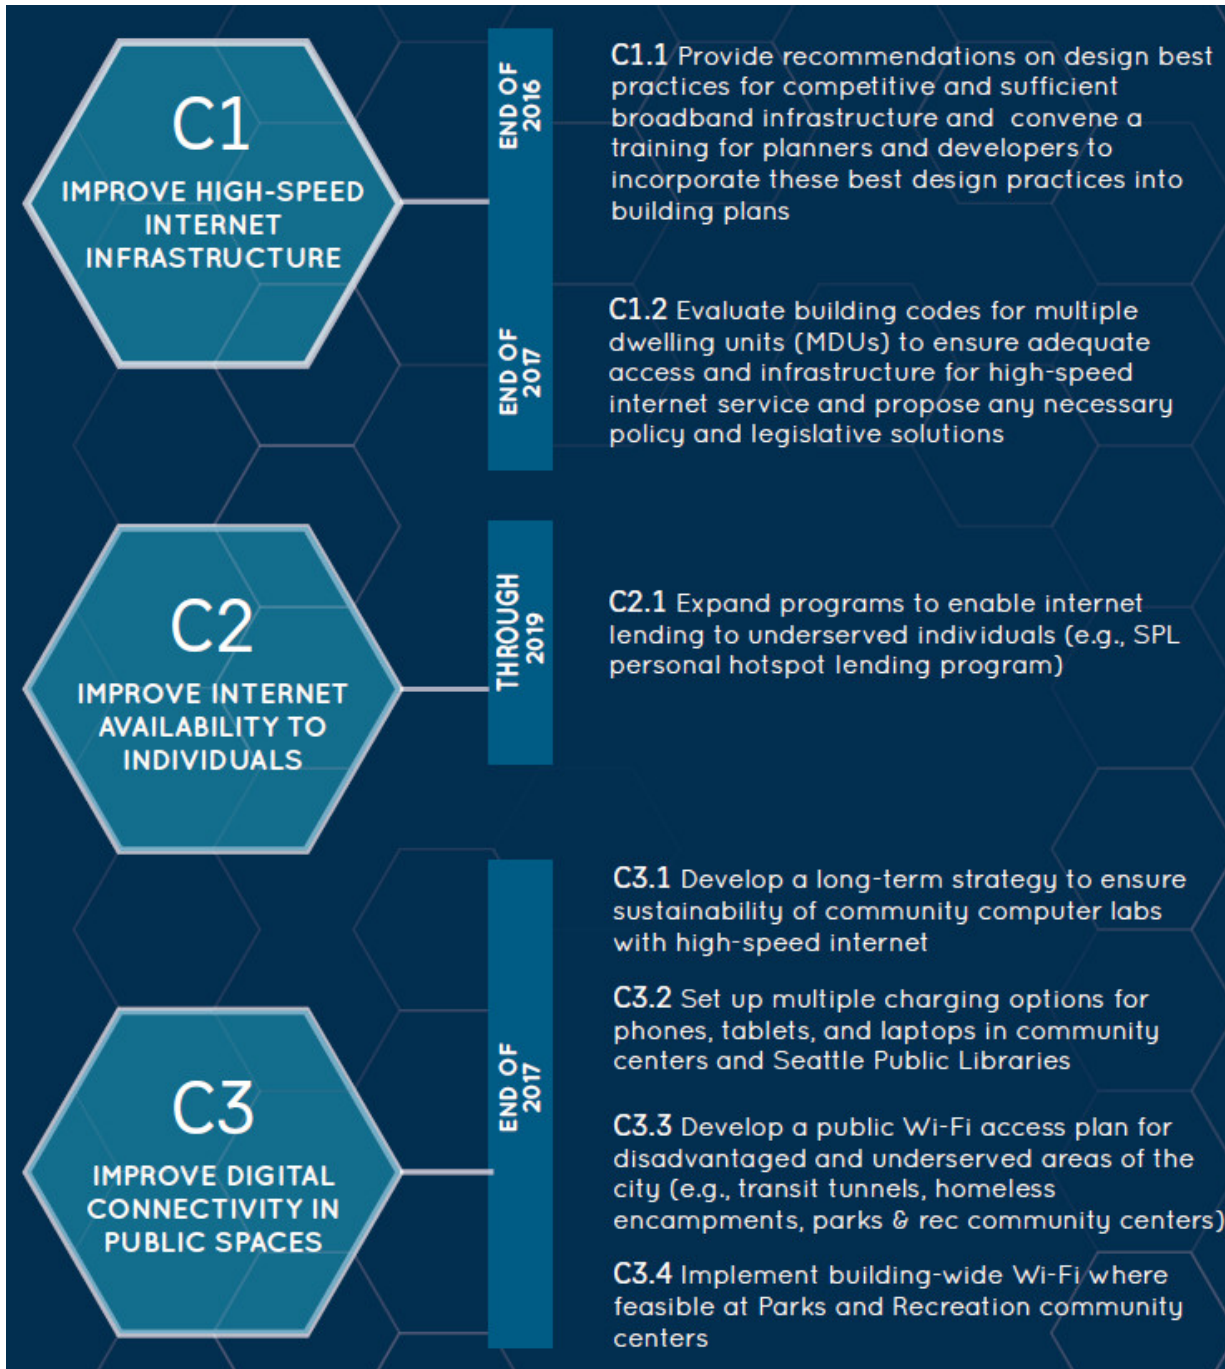 C1
IMPROVE HIGH-SPEED
INTERNET
INFRASTRUCTURE
END OF
2016
C1.1 Provide recommendations on design best
practices for competitive and sufficient
broadband infrastructure and  convene a
training for planners and developers to
incorporate these best design practices into
building plans
END OF
2017
C1.2 Evaluate building codes for multiple
dwelling units (MDUs) to ensure adequate
access and infrastructure for high-speed
internet service and propose any necessary
policy and legislative solutions
C2
IMPROVE INTERNET
AVAILABILITY TO
INDIVIDUALS
THROUGH
2019
C2.1 Expand programs to enable internet
lending to underserved individuals (e.g., SPL
personal hotspot lending program)
C3
IMPROVE DIGITAL
CONNECTIVITY IN
PUBLIC SPACES
END OF
2017
C3.1 Develop a long-term strategy to ensure
sustainability of community computer labs
with high-speed internet
C3.2 Set up multiple charging options for
phones, tablets, and laptops in community
centers and Seattle Public Libraries
C3.3 Develop a public Wi-Fi access plan for
disadvantaged and underserved areas of the
city (e.g., transit tunnels, homeless
encampments, parks & rec community centers)
C3.4 Implement building-wide Wi-Fi where
feasible at Parks and Recreation community
centers